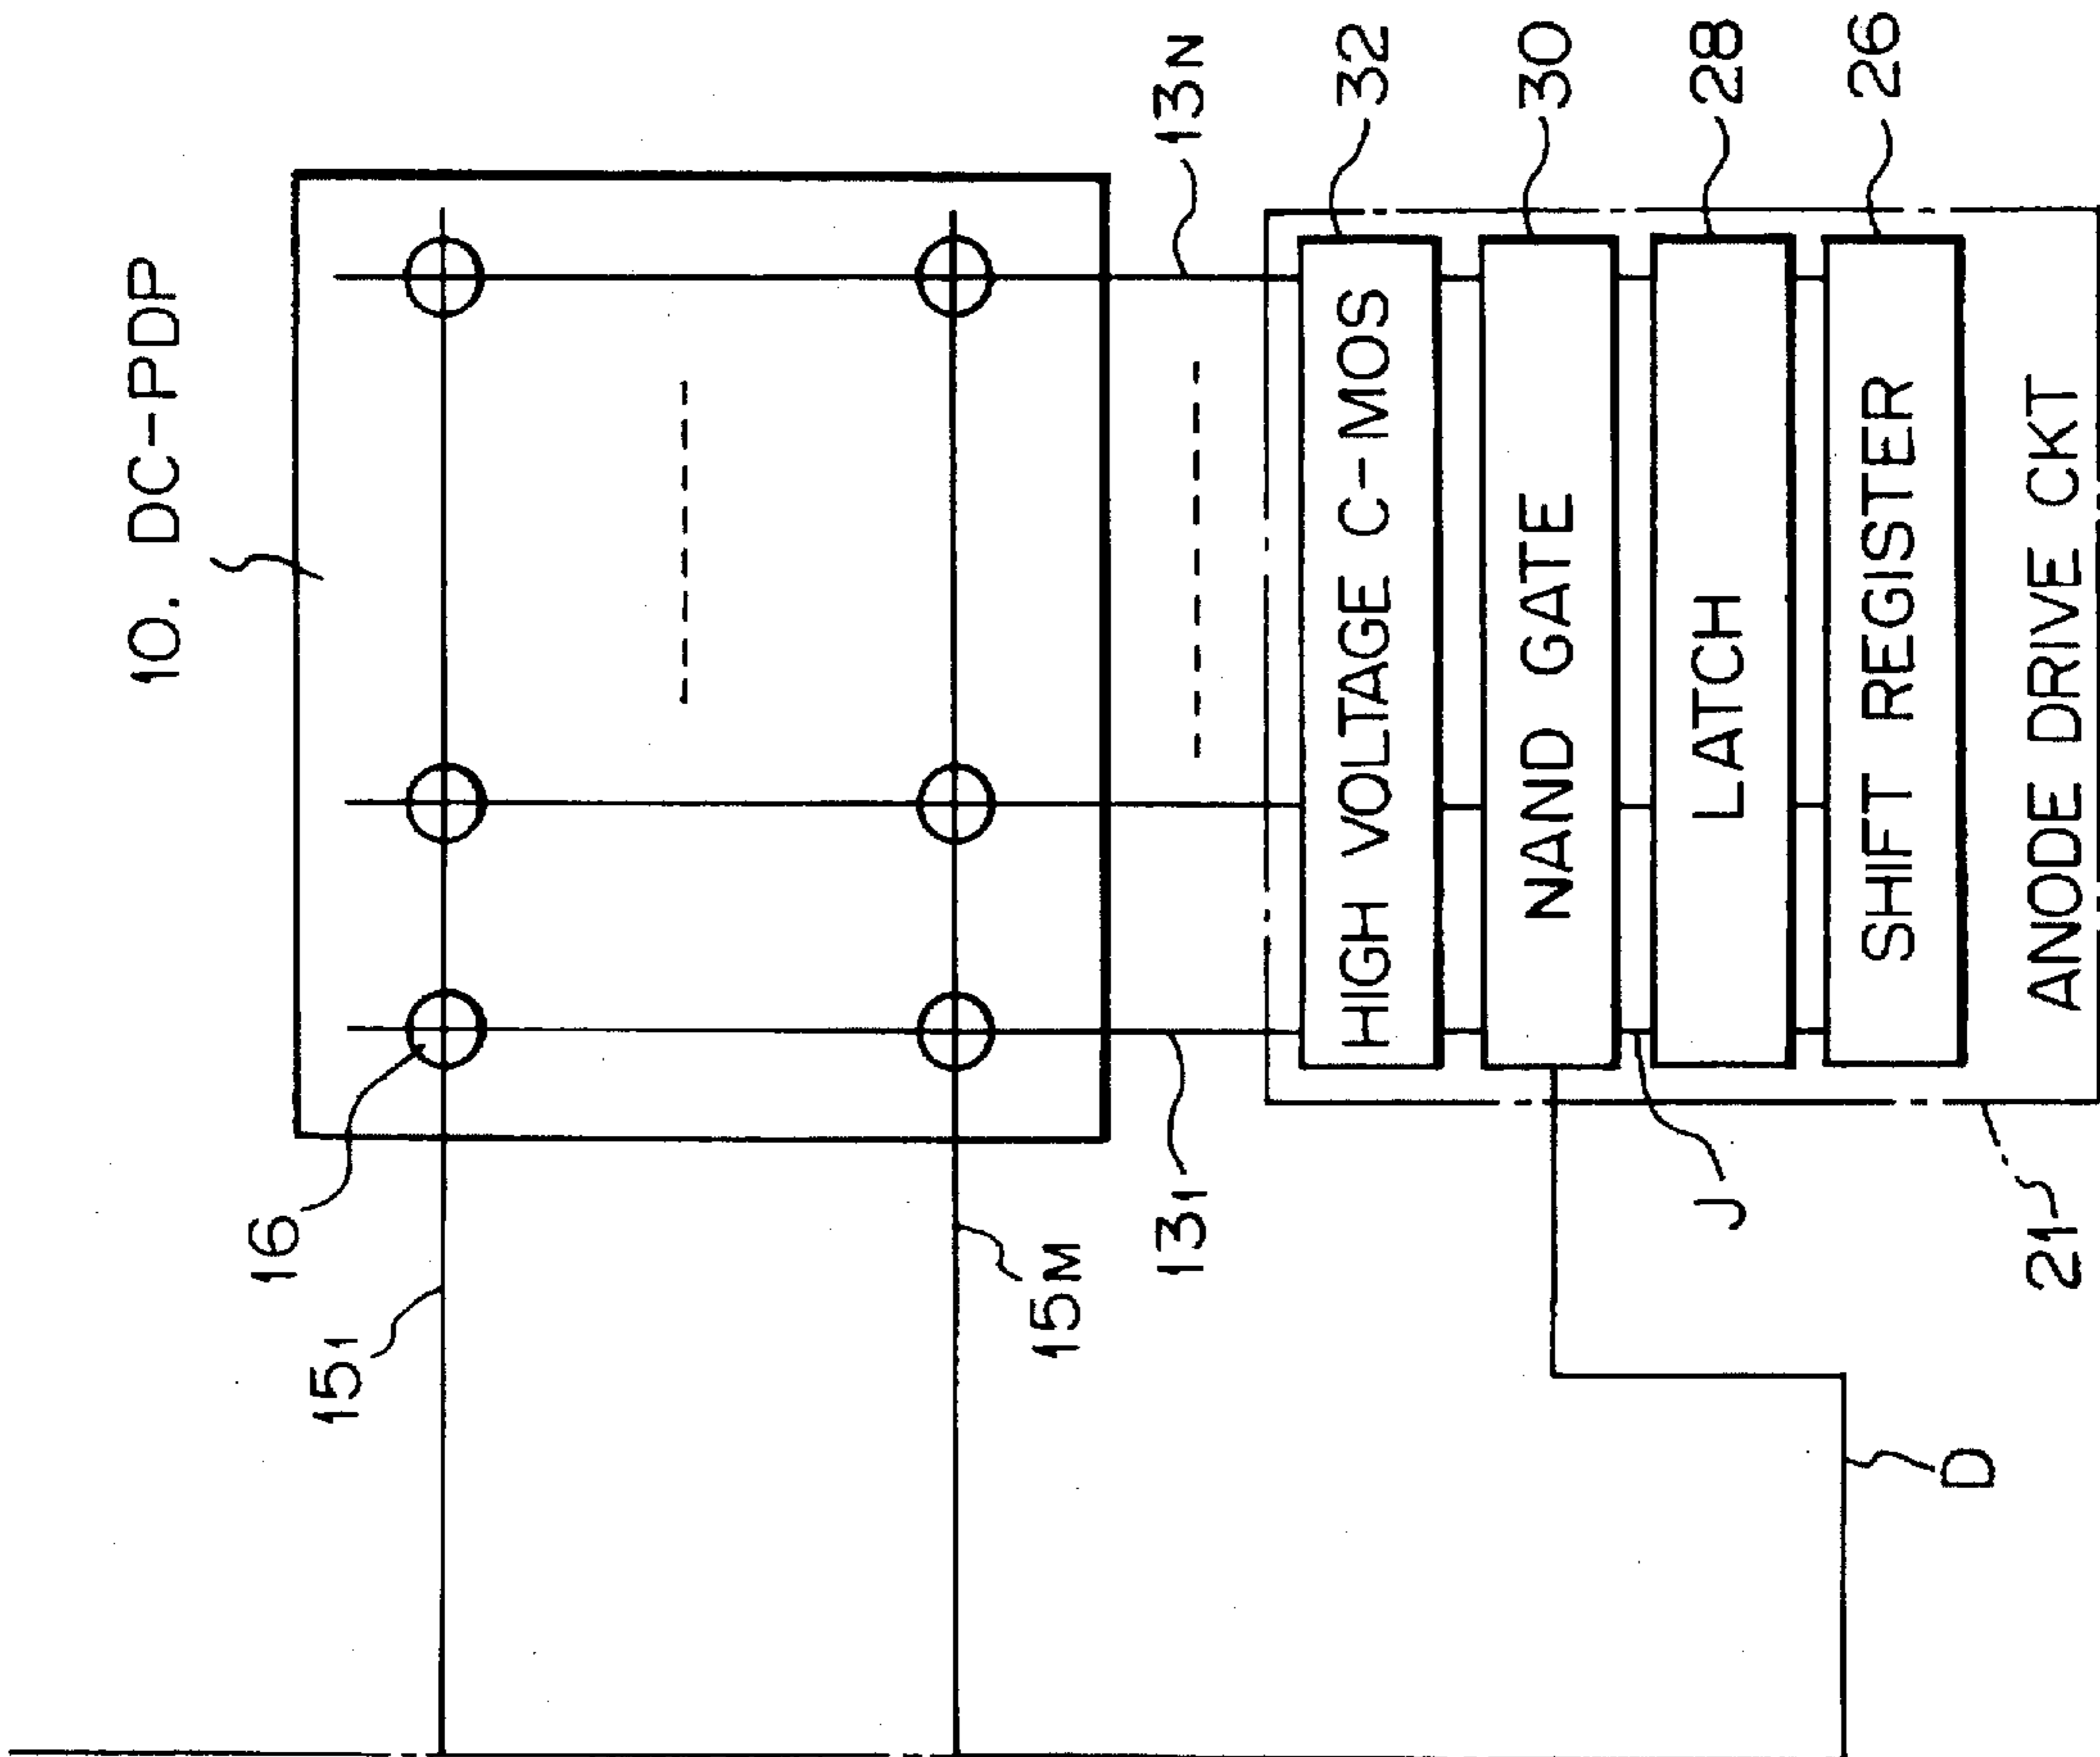 10. DC-PDP
16
15₁
15M
13₁
13N
HIGH VOLTAGE C-MOS
32
NAND GATE
30
LATCH
28
SHIFT REGISTER
26
ANODE DRIVE CKT
J
21
D